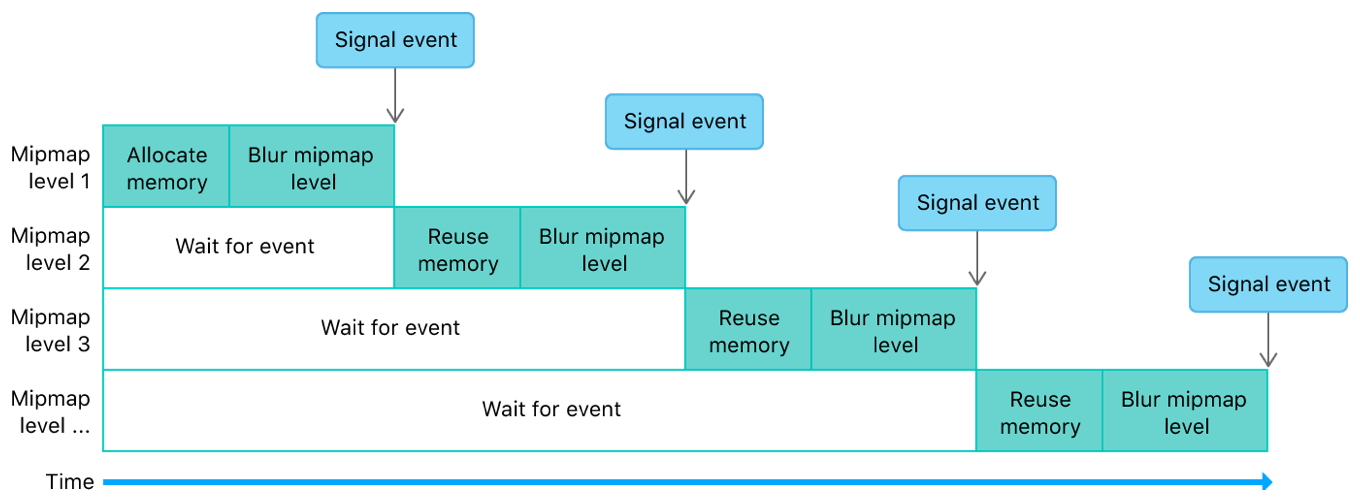 Signal event
Signal event
Mipmap
level 1
Allocate
memory
Blur mipmap
level
Signal event
Mipmap
level 2
Wait for event
Reuse
memory
Blur mipmap
level
Signal event
Mipmap
level 3
Wait for event
Reuse
memory
Blur mipmap
level
Mipmap
level ...
Wait for event
Reuse
memory
Blur mipmap
level
Time